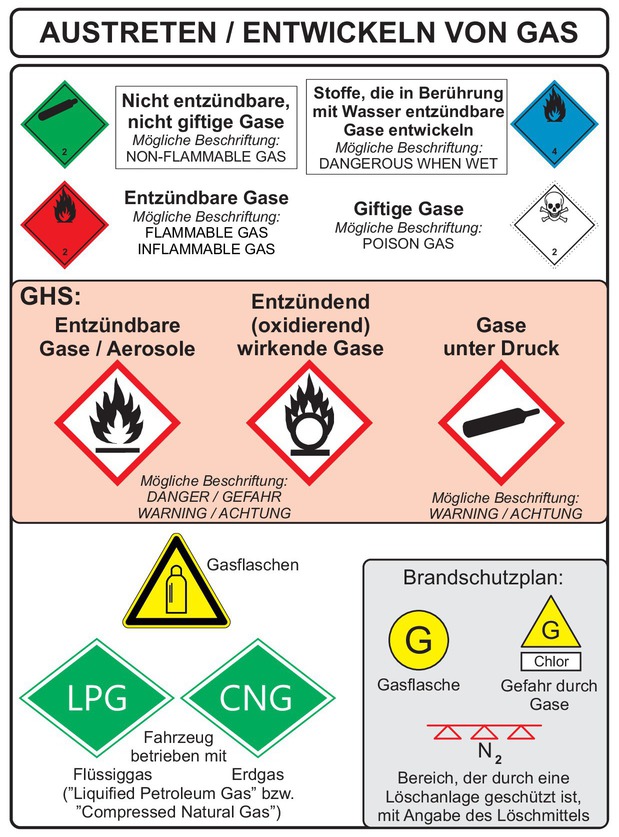 AUSTRETEN / ENTWICKELN VON GAS
2
Nicht entzündbare,
nicht giftige Gase
Mögliche Beschriftung:
NON-FLAMMABLE GAS
Stoffe, die in Berührung
mit Wasser entzündbare
Gase entwickeln
Mögliche Beschriftung:
DANGEROUS WHEN WET
4
2
Entzündbare Gase
Mögliche Beschriftung:
FLAMMABLE GAS
INFLAMMABLE GAS
Giftige Gase
Mögliche Beschriftung:
POISON GAS
2
GHS:
Entzündbare
Gase / Aerosole
Entzündend
(oxidierend)
wirkende Gase
Gase
unter Druck
Mögliche Beschriftung:
DANGER / GEFAHR
WARNING / ACHTUNG
Mögliche Beschriftung:
WARNING / ACHTUNG
Gasflaschen
LPG
CNG
Fahrzeug
betrieben mit
Flüssiggas
Erdgas
("Liquified Petroleum Gas" bzw.
"Compressed Natural Gas")
Brandschutzplan:
G
Gasflasche
G
Chlor
Gefahr durch
Gase
N2
Bereich, der durch eine
Löschanlage geschützt ist,
mit Angabe des Löschmittels